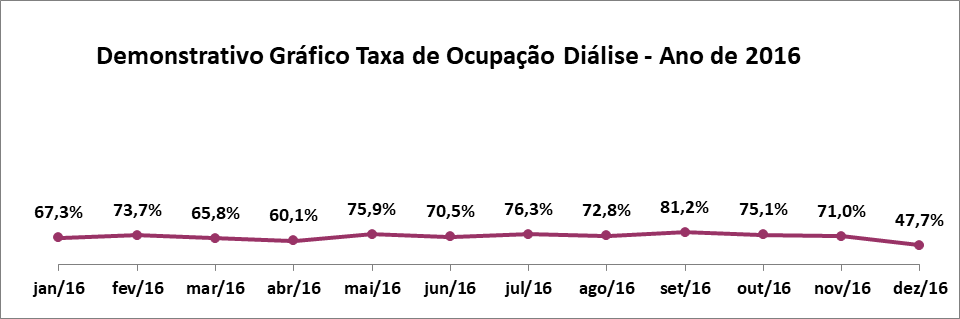 Demonstrativo Gráfico Taxa de Ocupação Diálise - Ano de 2016
67,3% 73,7% 65,8% 60,1% 75,9% 70,5% 76,3% 72,8% 81,2% 75,1% 71,0% 47,7%
jan/16 fev/16 mar/16 abr/16 mai/16 jun/16 jul/16 ago/16 set/16 out/16 nov/16 dez/16